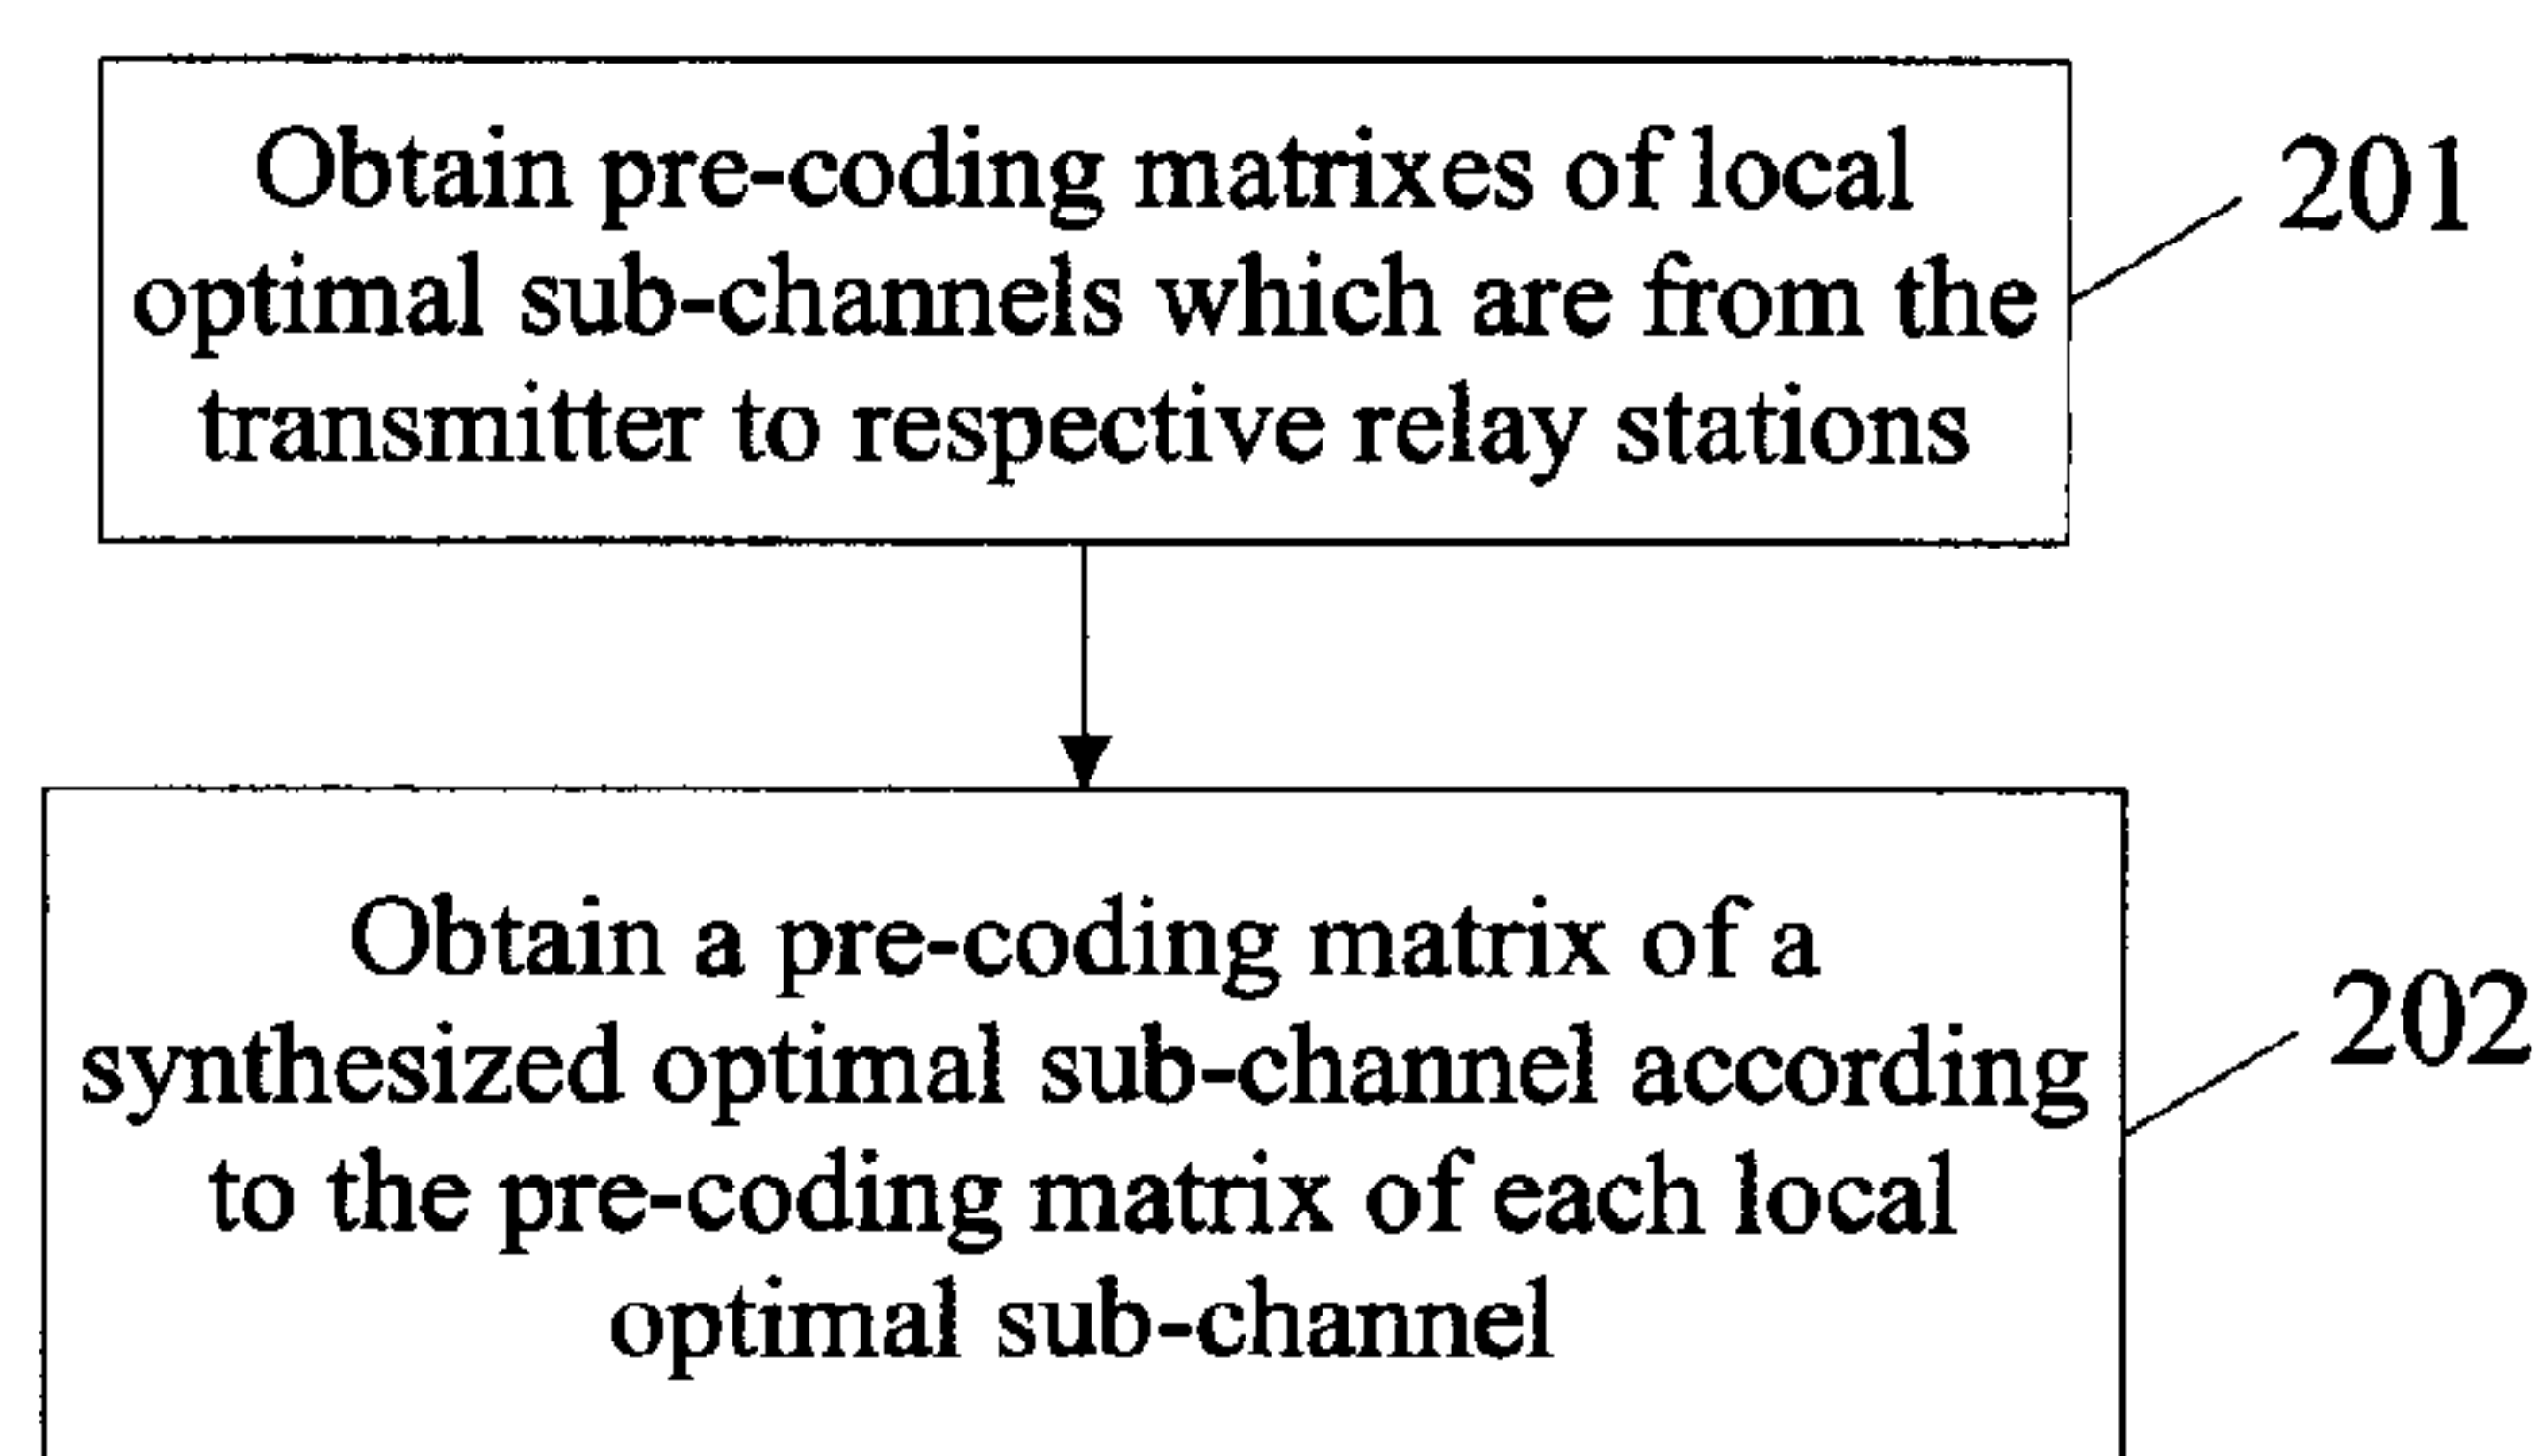 Obtain pre-coding matrixes of local
optimal sub-channels which are from the
transmitter to respective relay stations
201
Obtain a pre-coding matrix of a
synthesized optimal sub-channel according
to the pre-coding matrix of each local
optimal sub-channel
202